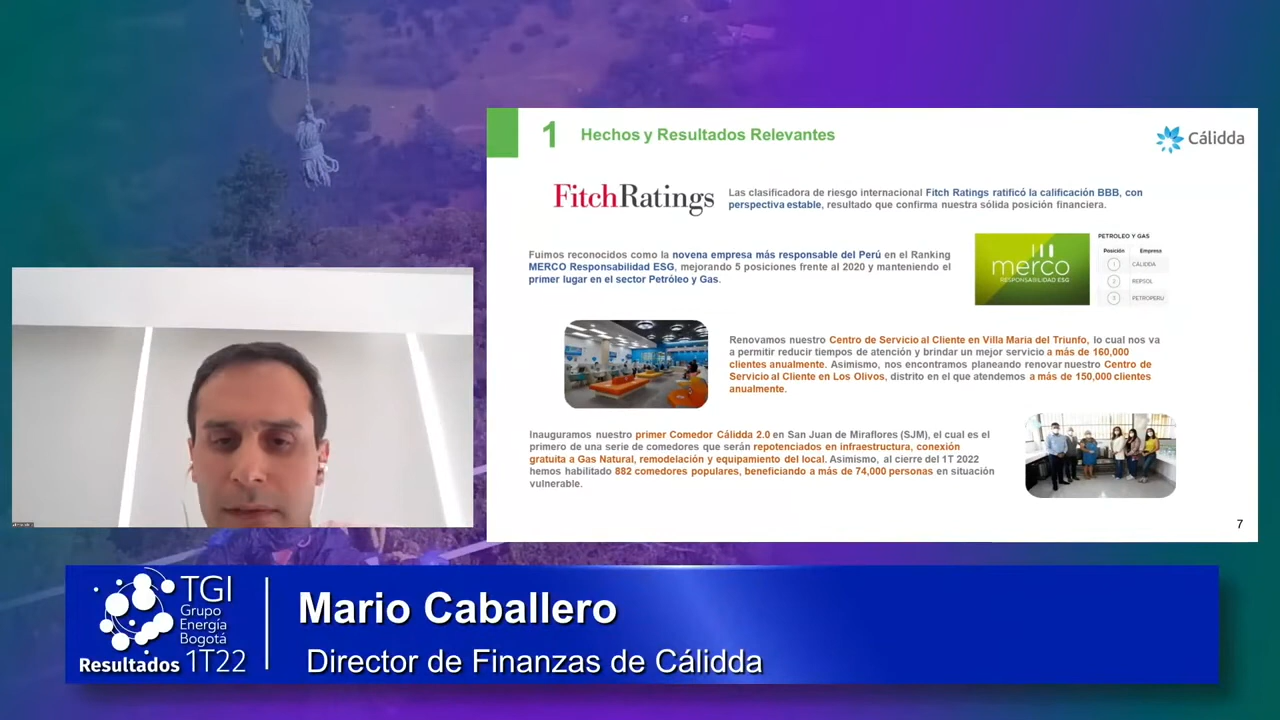 1 Hechos y Resultados Relevantes
Cálidda
FitchRatings
Las clasificadora de riesgo internacional Fitch Ratings ratificó la calificación BBB, con
perspectiva estable, resultado que confirma nuestra sólida posición financiera.
Fuimos reconocidos como la novena empresa más responsable del Perú en el Ranking
MERCO Responsabilidad ESG, mejorando 5 posiciones frente al 2020 y manteniendo el
primer lugar en el sector Petróleo y Gas.
merco
RESPONSABILIDAD ESG
PETROLEO Y GAS
Posición Empresa
1 CÁLIDDA
2 REPSOL
3 PETROPERU
Renovamos nuestro Centro de Servicio al Cliente en Villa Maria del Triunfo, lo cual nos va
a permitir reducir tiempos de atención y brindar un mejor servicio a más de 160,000
clientes anualmente. Asimismo, nos encontramos planeando renovar nuestro Centro de
Servicio al Cliente en Los Olivos, distrito en el que atendemos a más de 150,000 clientes
anualmente.
Inauguramos nuestro primer Comedor Cálidda 2.0 en San Juan de Miraflores (SJM), el cual es el
primero de una serie de comedores que serán repotenciados en infraestructura, conexión
gratuita a Gas Natural, remodelación y equipamiento del local. Asimismo, al cierre del 1T 2022
hemos habilitado 882 comedores populares, beneficiando a más de 74,000 personas en situación
vulnerable.
7
TGI
Grupo
Energía
Bogotá
Resultados 1T22
Mario Caballero
Director de Finanzas de Cálidda